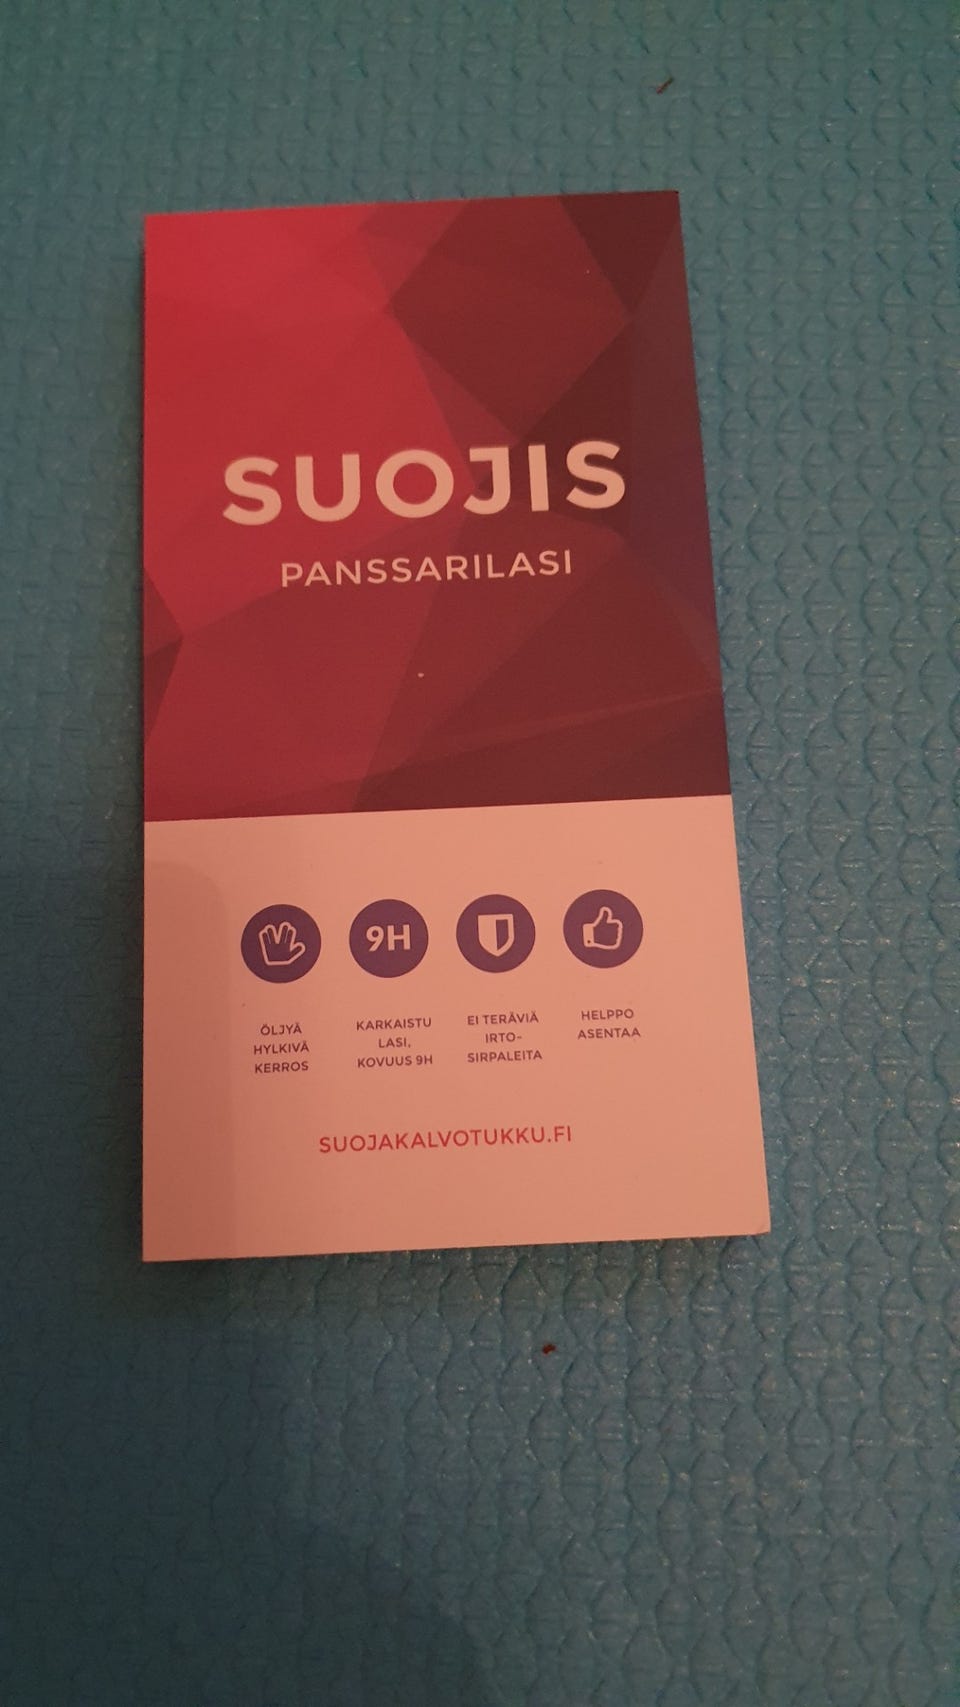 SUOJIS
PANSSARILASI
9H
ÖLJYÄ
HYLKIVÄ
KERROS
KARKAISTU
LASI,
KOVUUS 9H
EI TERÄVIÄ
IRTO-
SIRPALEITA
HELPPO
ASENTAA
SUOJAKALVOTUKKU.FI